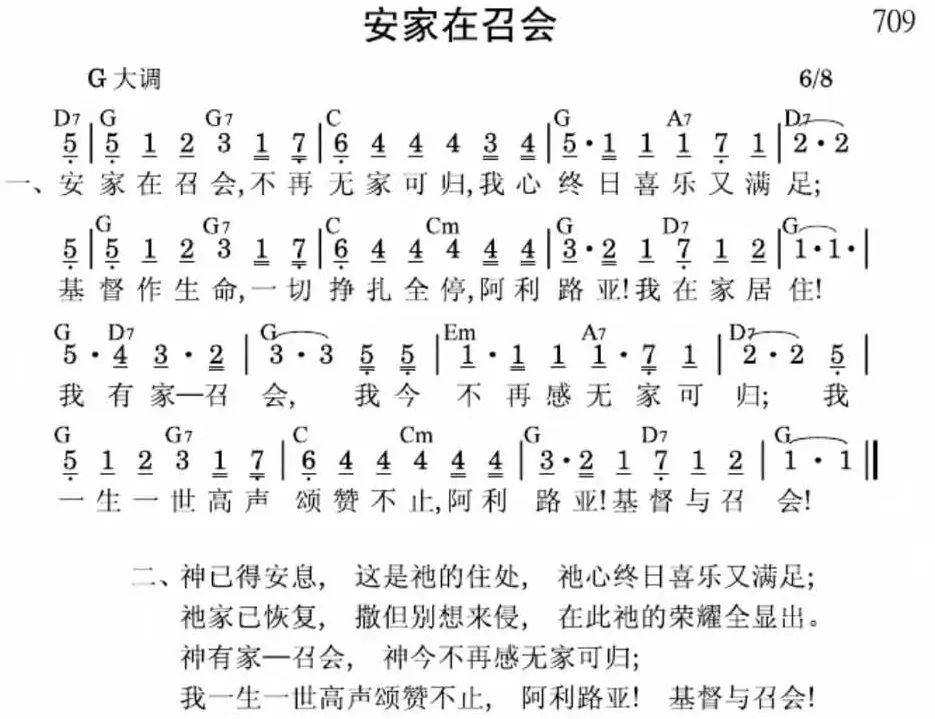 安家在召会 709
G 大调 6/8
D7 G G7 C G A7 D7
5 | 5 1 2 3 1 7 | 6 4 4 4 3 4 | 5 · 1 1 1 7 1 | 2 · 2
一、安家在召会,不再无家可归,我心终日喜乐又满足;
G G7 C Cm G D7 G
5 | 5 1 2 3 1 7 | 6 4 4 4 4 4 | 3 · 2 1 7 1 2 | 1 · 1 · |
基督作生命,一切挣扎全停,阿利路亚!我在家居住!
G D7 G Em A7 D7
5 · 4 3 · 2 | 3 · 3 5 5 | 1 · 1 1 1 · 7 1 | 2 · 2 5 |
我有家—召会, 我今不再感无家可归; 我
G G7 C Cm G D7 G
5 1 2 3 1 7 | 6 4 4 4 4 4 | 3 · 2 1 7 1 2 | 1 · 1 ‖
一生一世高声颂赞不止,阿利路亚!基督与召会!
二、神已得安息, 这是祂的住处, 祂心终日喜乐又满足;
祂家已恢复, 撒但别想来侵, 在此祂的荣耀全显出。
神有家—召会, 神今不再感无家可归;
我一生一世高声颂赞不止, 阿利路亚! 基督与召会!